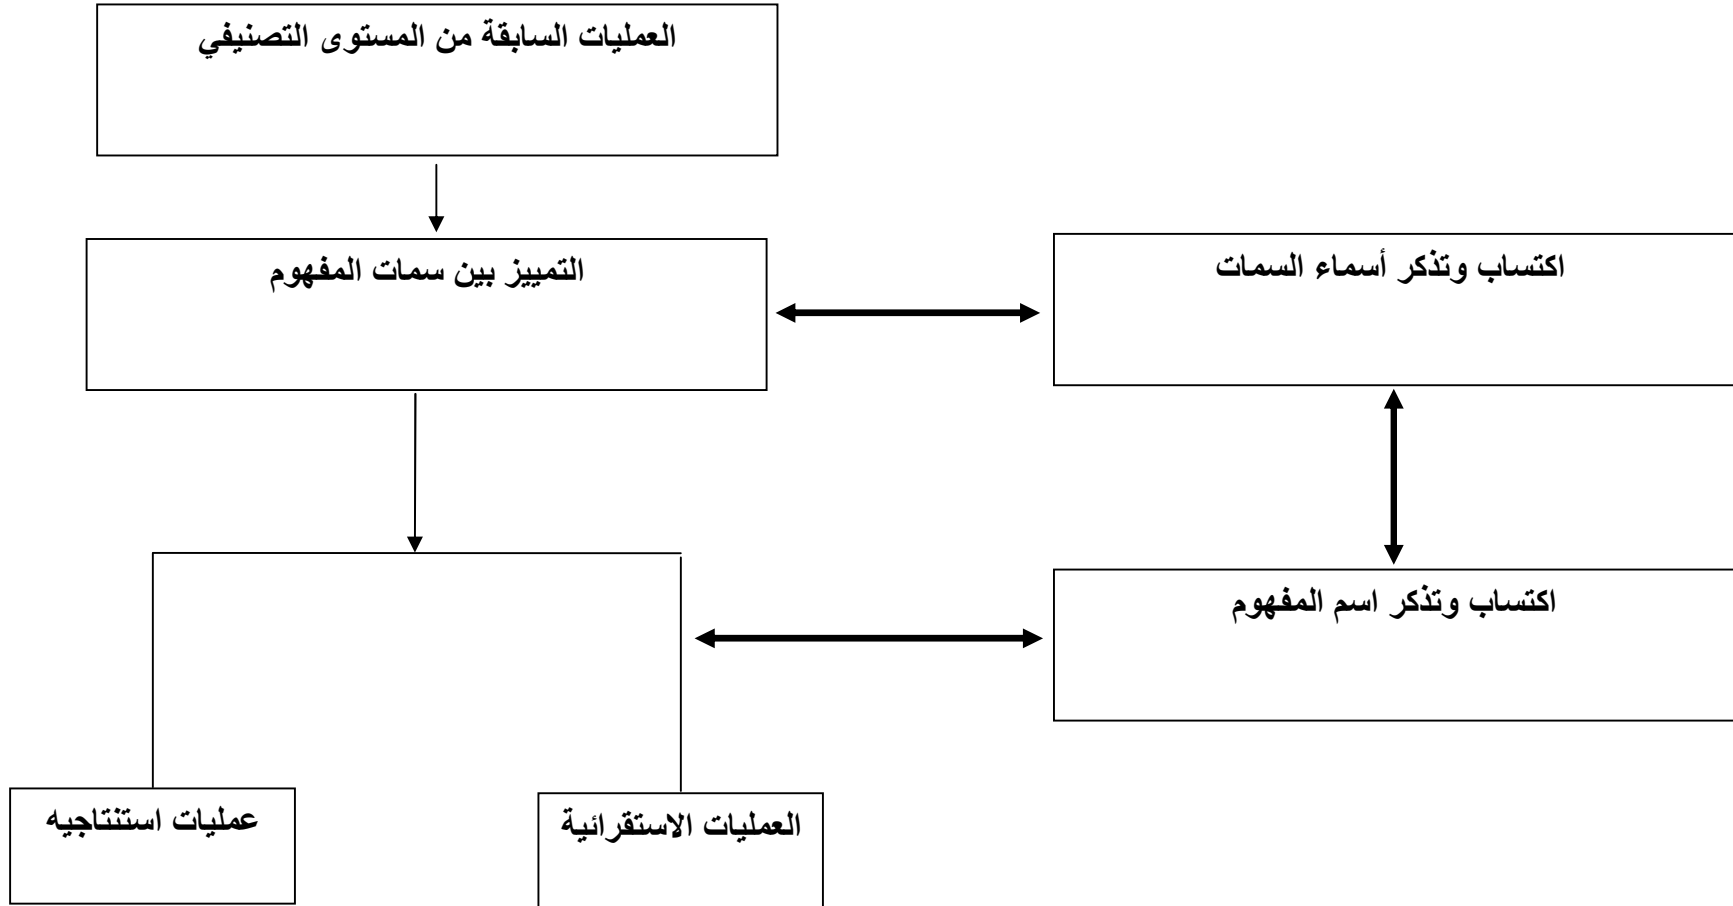 العمليات السابقة من المستوى التصنيفي
اكتساب وتذكر أسماء السمات
التمييز بين سمات المفهوم
اكتساب وتذكر اسم المفهوم
العمليات الاستقرائية
عمليات استنتاجيه